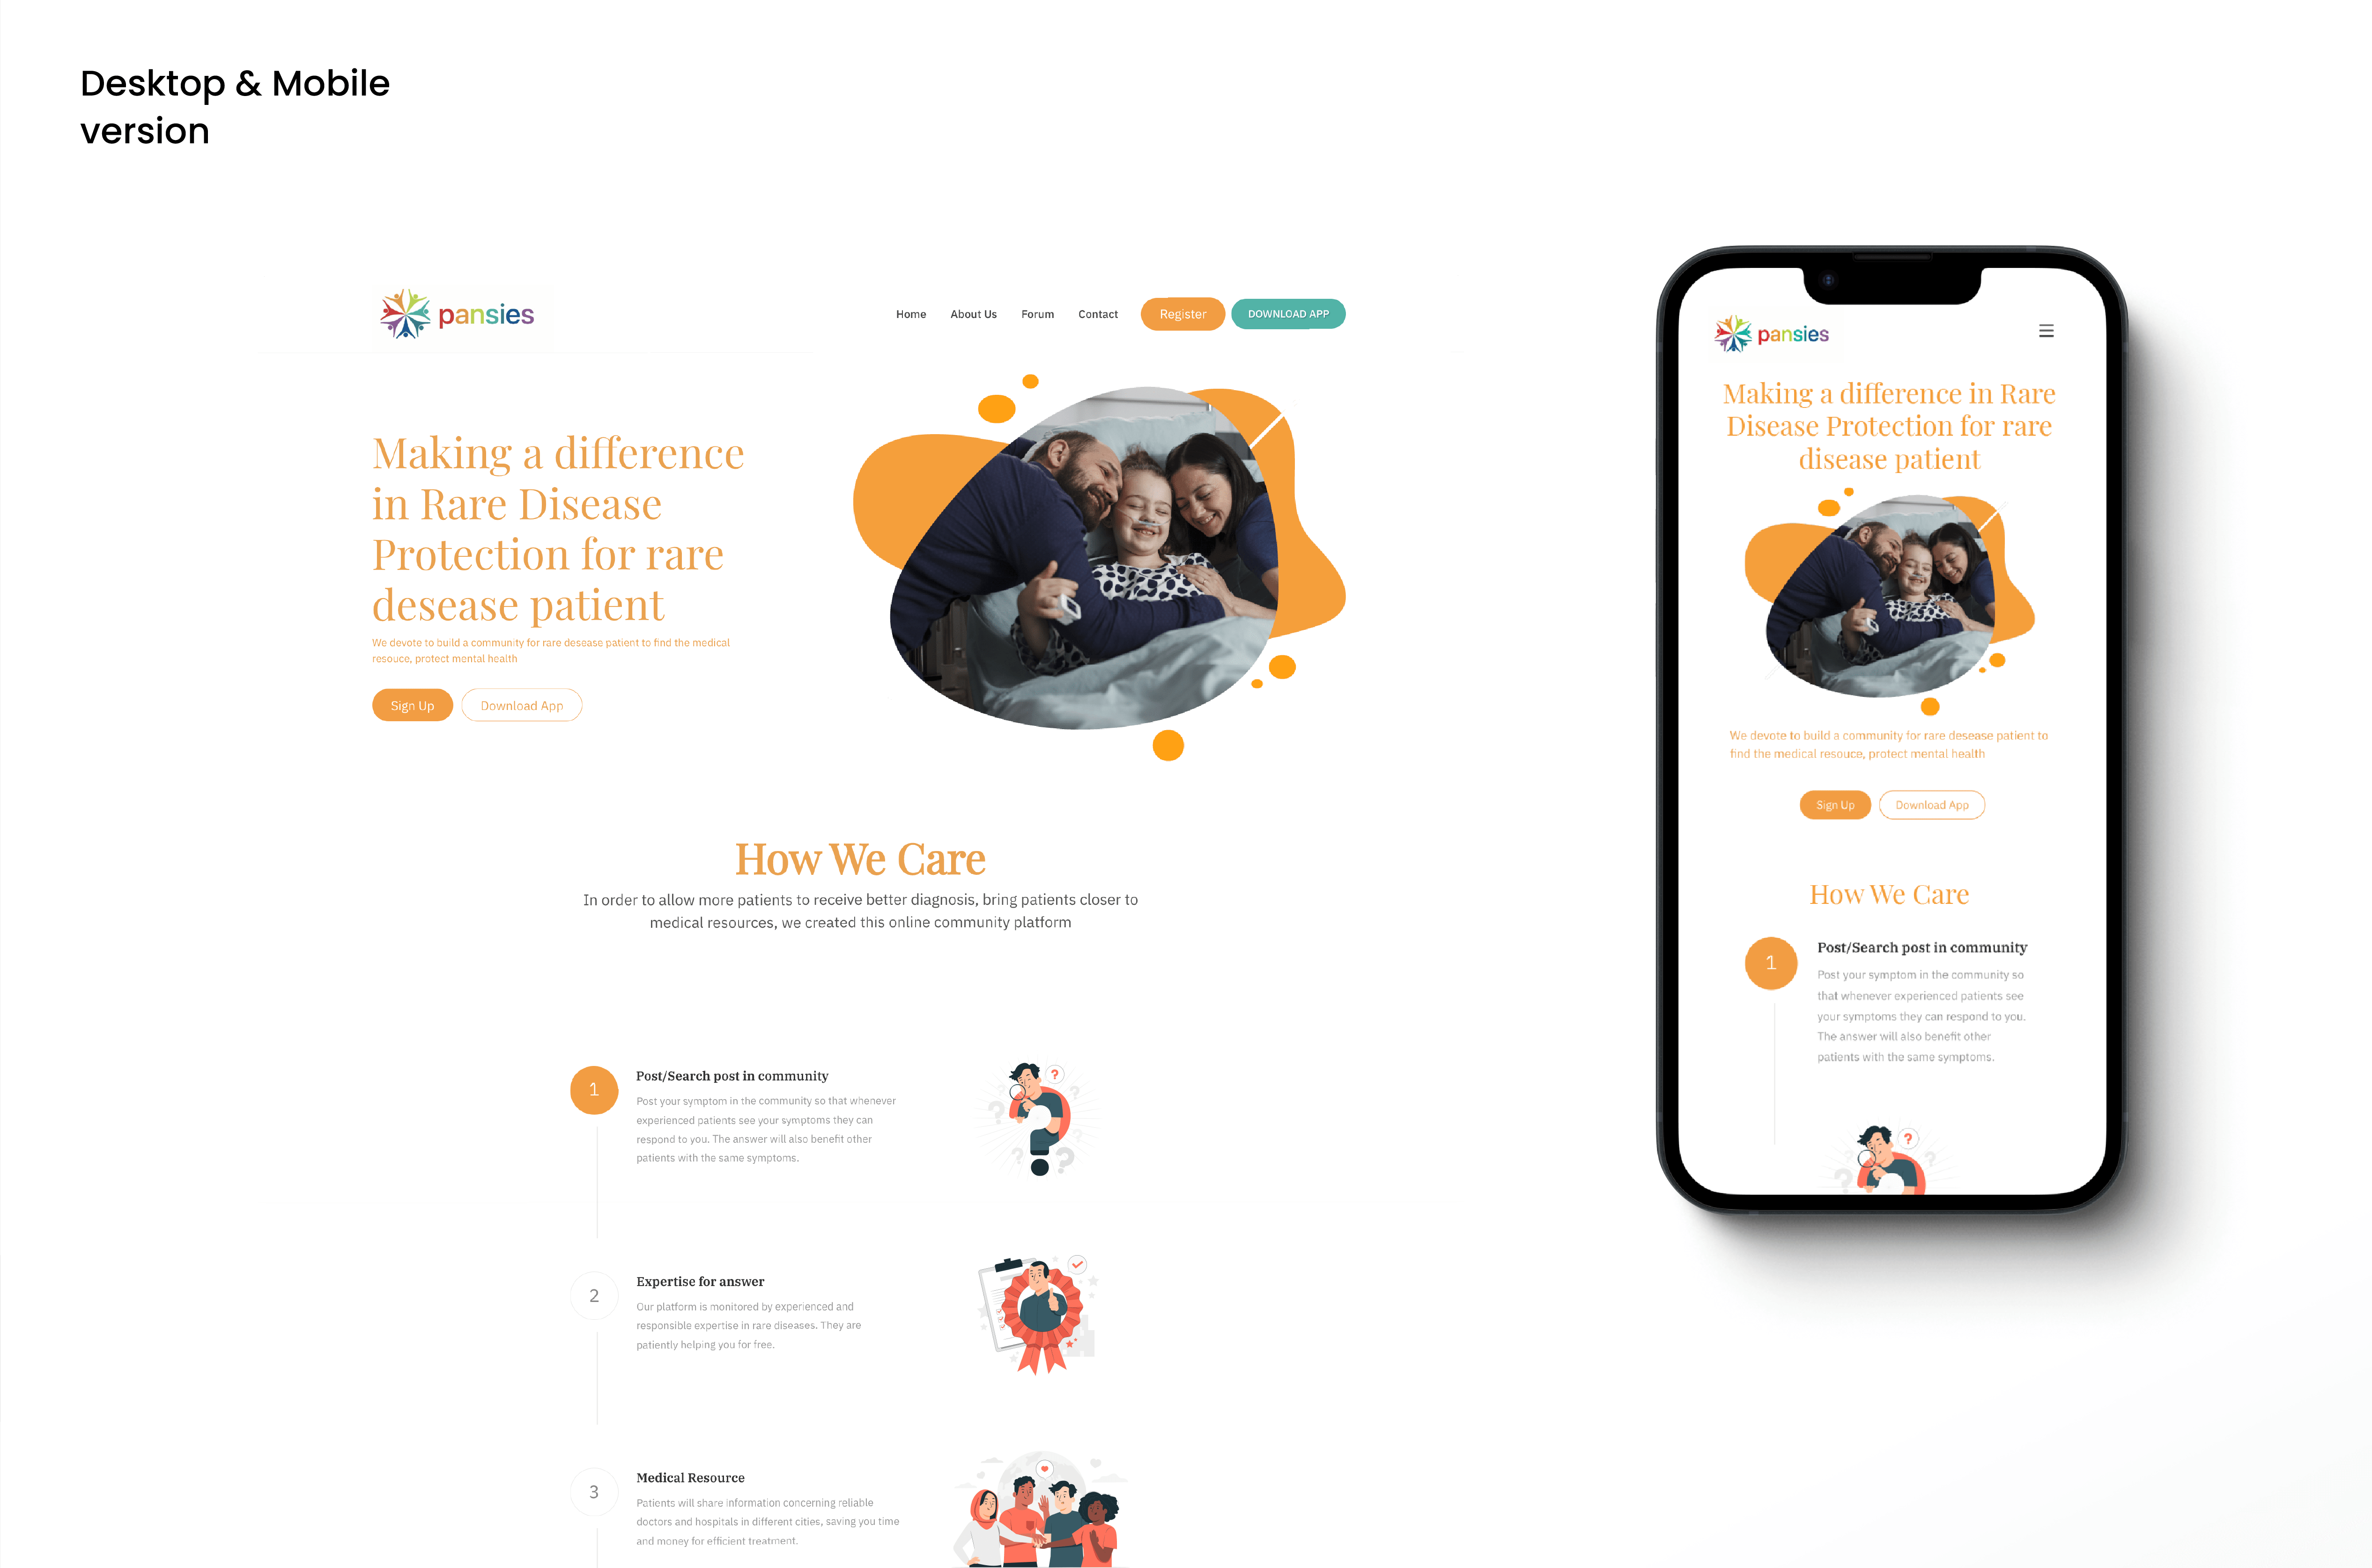 Desktop & Mobile
version
pansies
Home About Us Forum Contact Register DOWNLOAD APP
Making a difference
in Rare Disease
Protection for rare
desease patient
We devote to build a community for rare desease patient to find the medical
resouce, protect mental health
Sign Up Download App
How We Care
In order to allow more patients to receive better diagnosis, bring patients closer to
medical resources, we created this online community platform
1
Post/Search post in community
Post your symptom in the community so that whenever
experienced patients see your symptoms they can
respond to you. The answer will also benefit other
patients with the same symptoms.
?
2
Expertise for answer
Our platform is monitored by experienced and
responsible expertise in rare diseases. They are
patiently helping you for free.
3
Medical Resource
Patients will share information concerning reliable
doctors and hospitals in different cities, saving you time
and money for efficient treatment.
pansies
Making a difference in Rare
Disease Protection for rare
disease patient
We devote to build a community for rare desease patient to
find the medical resouce, protect mental health
Sign Up Download App
How We Care
1
Post/Search post in community
Post your symptom in the community so
that whenever experienced patients see
your symptoms they can respond to you.
The answer will also benefit other
patients with the same symptoms.
?